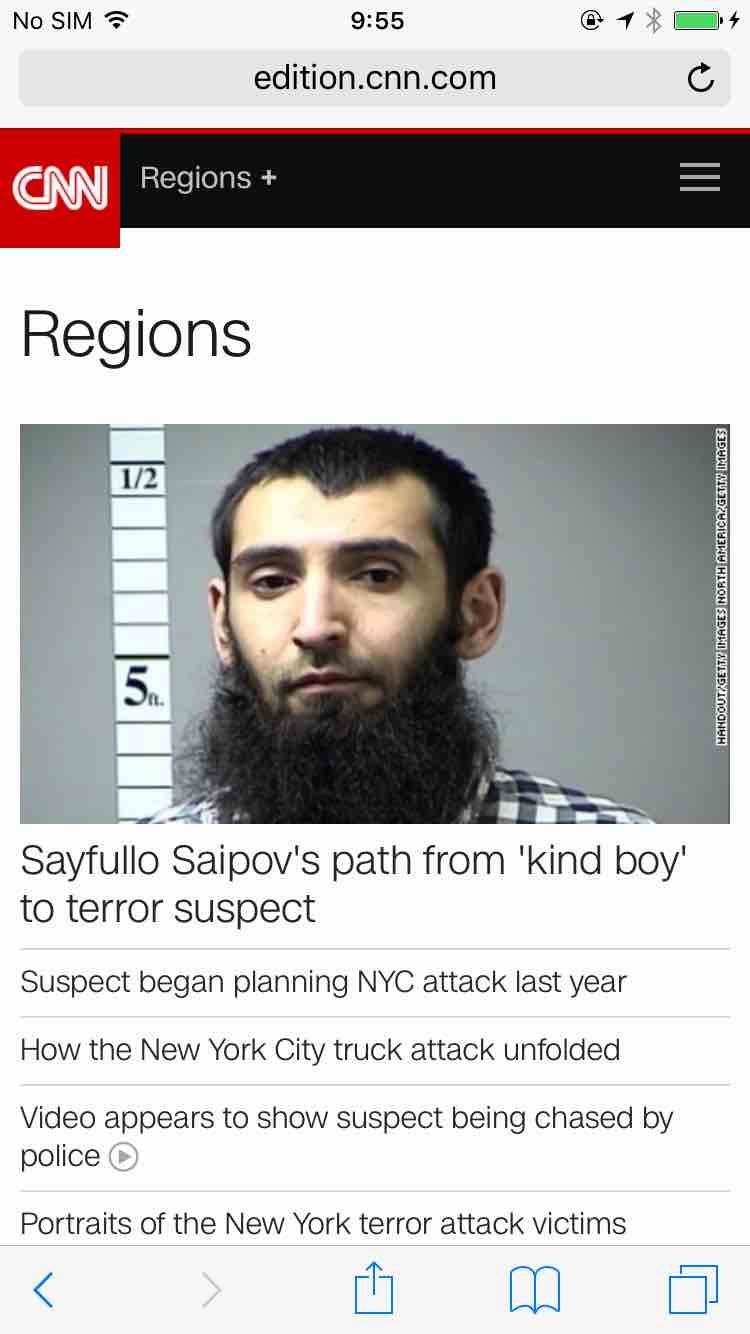 No SIM 9:55
edition.cnn.com
CNN Regions +
Regions
1/2
5ft.
HANDOUT/GETTY IMAGES NORTH AMERICA/GETTY IMAGES
Sayfullo Saipov's path from 'kind boy'
to terror suspect
Suspect began planning NYC attack last year
How the New York City truck attack unfolded
Video appears to show suspect being chased by
police
Portraits of the New York terror attack victims